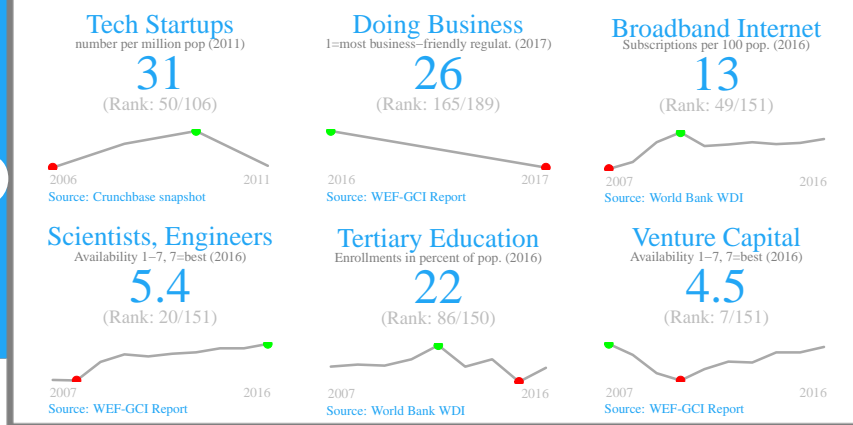 Tech Startups
number per million pop (2011)
31
(Rank: 50/106)
2006 2011
Source: Crunchbase snapshot
Doing Business
1=most business–friendly regulat. (2017)
26
(Rank: 165/189)
2016 2017
Source: WEF-GCI Report
Broadband Internet
Subscriptions per 100 pop. (2016)
13
(Rank: 49/151)
2007 2016
Source: World Bank WDI
Scientists, Engineers
Availability 1–7, 7=best (2016)
5.4
(Rank: 20/151)
2007 2016
Source: WEF-GCI Report
Tertiary Education
Enrollments in percent of pop. (2016)
22
(Rank: 86/150)
2007 2016
Source: World Bank WDI
Venture Capital
Availability 1–7, 7=best (2016)
4.5
(Rank: 7/151)
2007 2016
Source: WEF-GCI Report